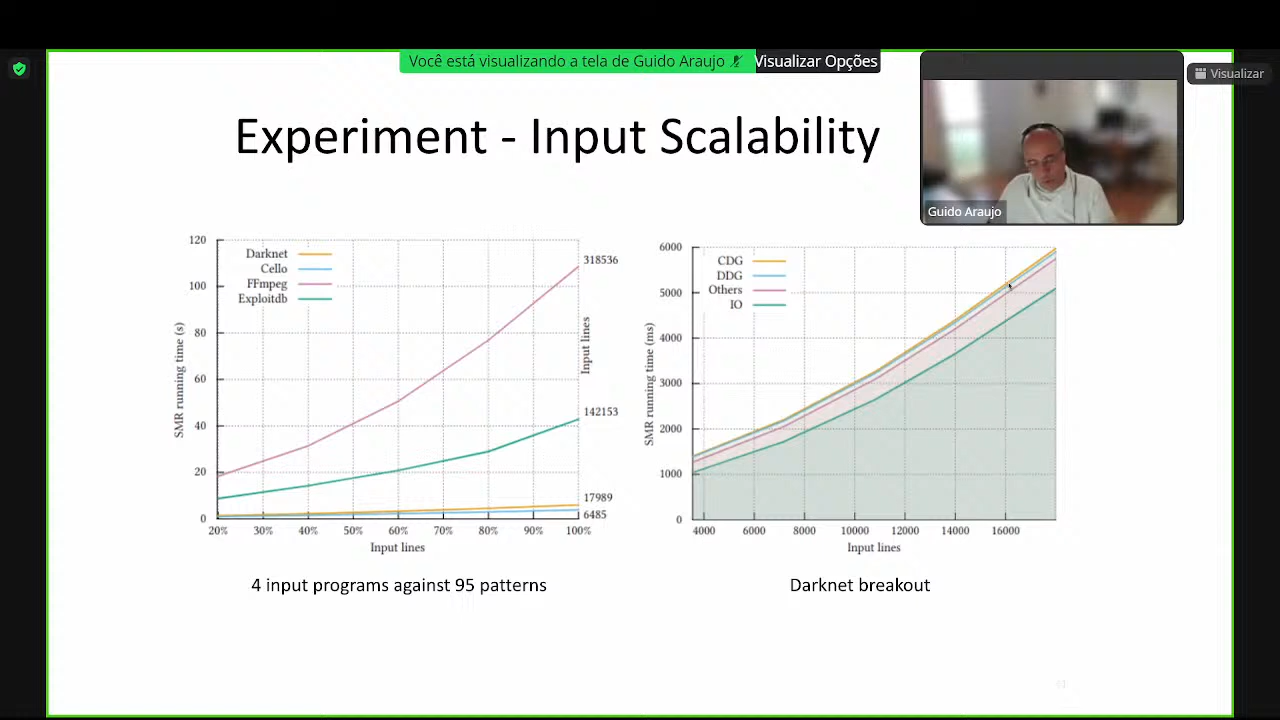 Você está visualizando a tela de Guido Araujo
Visualizar Opções
Visualizar
Experiment - Input Scalability
Guido Araujo
120
100
80
60
40
20
0
SMR running time (s)
Darknet
Cello
FFmpeg
Exploitdb
318536
142153
17989
6485
Input lines
20% 30% 40% 50% 60% 70% 80% 90% 100%
Input lines
4 input programs against 95 patterns
6000
5000
4000
3000
2000
1000
0
SMR running time (ms)
CDG
DDG
Others
IO
4000 6000 8000 10000 12000 14000 16000
Input lines
Darknet breakout